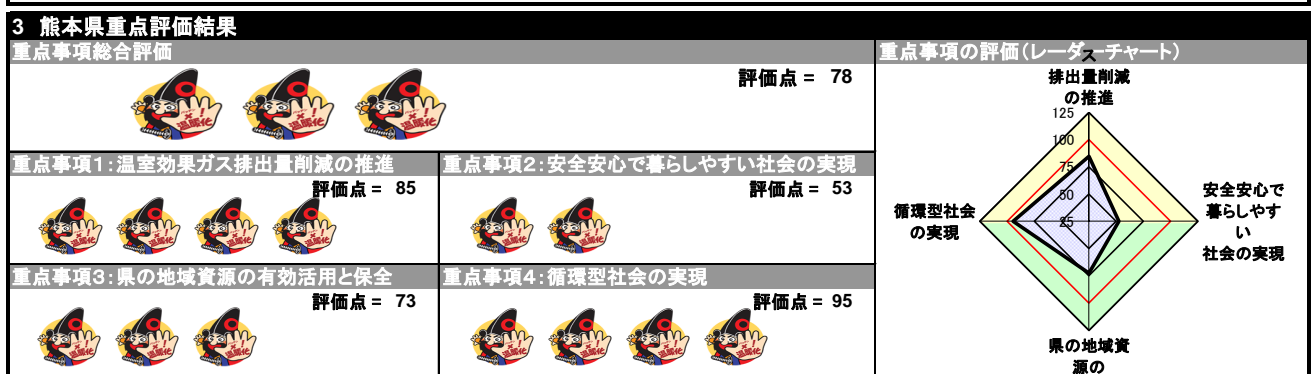 3 熊本県重点評価結果
重点事項総合評価
評価点 = 78
重点事項1:温室効果ガス排出量削減の推進
評価点 = 85
重点事項2:安全安心で暮らしやすい社会の実現
評価点 = 53
重点事項3:県の地域資源の有効活用と保全
評価点 = 73
重点事項4:循環型社会の実現
評価点 = 95
重点事項の評価(レーダーチャート)
ス
排出量削減
の推進
125
100
75
50
25
安全安心で
暮らしやす
い
社会の実現
循環型社会
の実現
県の地域資
源の